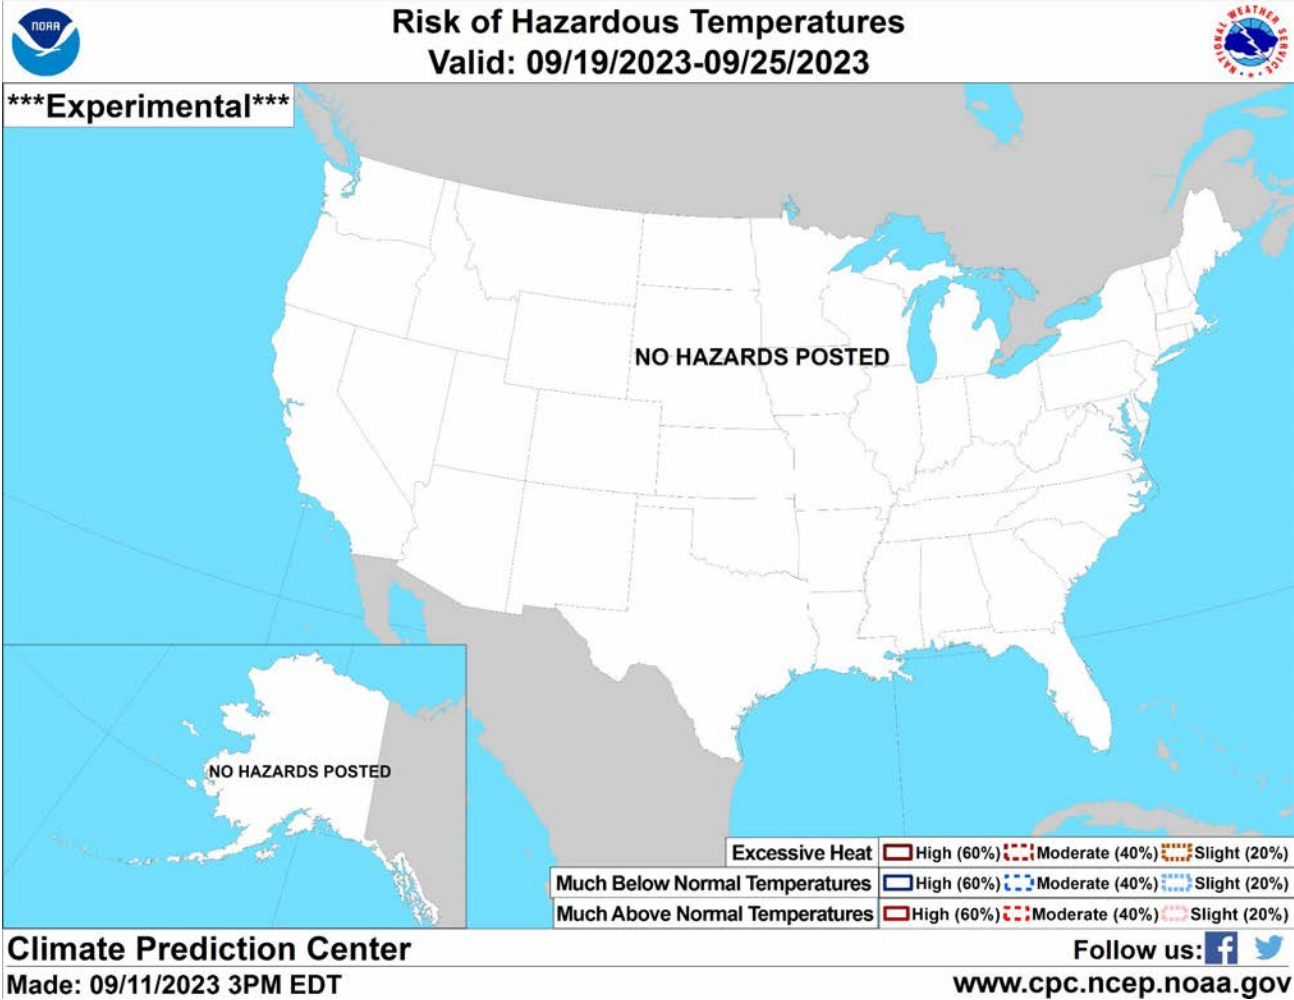 NOAA
Risk of Hazardous Temperatures
Valid: 09/19/2023-09/25/2023
NATIONAL WEATHER SERVICE
***Experimental***
NO HAZARDS POSTED
NO HAZARDS POSTED
Excessive Heat High (60%) Moderate (40%) Slight (20%)
Much Below Normal Temperatures High (60%) Moderate (40%) Slight (20%)
Much Above Normal Temperatures High (60%) Moderate (40%) Slight (20%)
Climate Prediction Center
Follow us:
Made: 09/11/2023 3PM EDT
www.cpc.ncep.noaa.gov